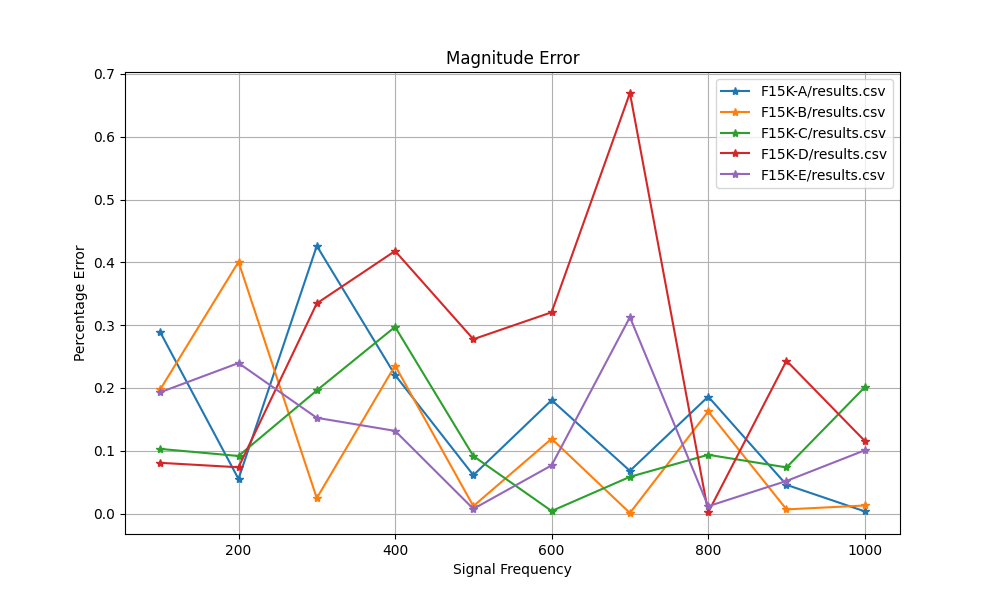 Magnitude Error
0.7
0.6
0.5
0.4
0.3
0.2
0.1
0.0
Percentage Error
F15K-A/results.csv
F15K-B/results.csv
F15K-C/results.csv
F15K-D/results.csv
F15K-E/results.csv
200 400 600 800 1000
Signal Frequency